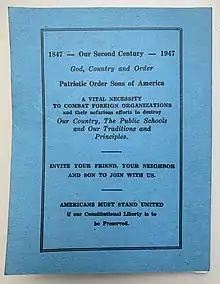 1847 — Our Second Century — 1947
God, Country and Order
Patriotic Order Sons of America
A VITAL NECESSITY
TO COMBAT FOREIGN ORGANIZATIONS
and their nefarious efforts to destroy
Our Country, The Public Schools
and Our Traditions and
Principles.
INVITE YOUR FRIEND, YOUR NEIGHBOR
AND SON TO JOIN WITH US.
AMERICANS MUST STAND UNITED
if our Constitutional Liberty is to
be Preserved.